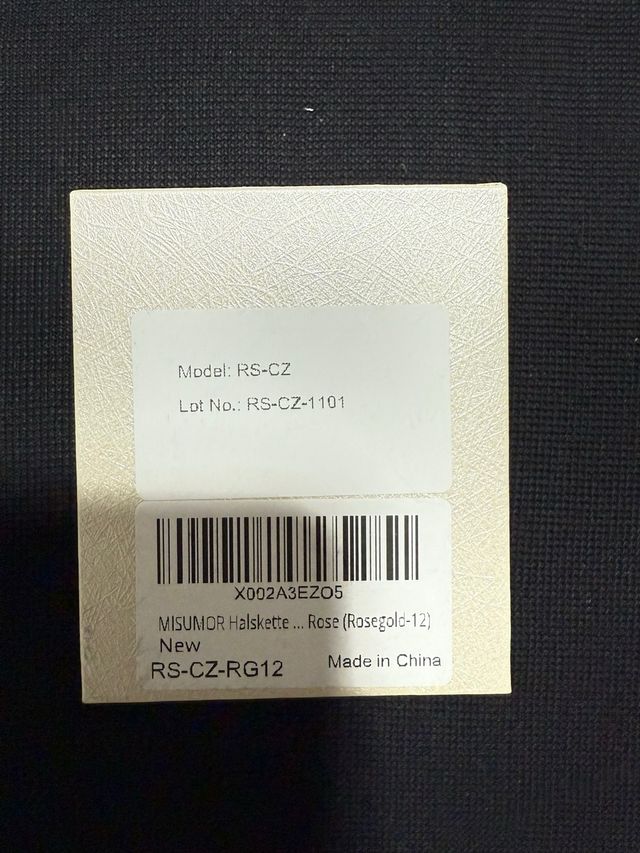 Model: RS-CZ
Lot No.: RS-CZ-1101
X002A3EZO5
MISUMOR Halskette ... Rose (Rosegold-12)
New
RS-CZ-RG12
Made in China